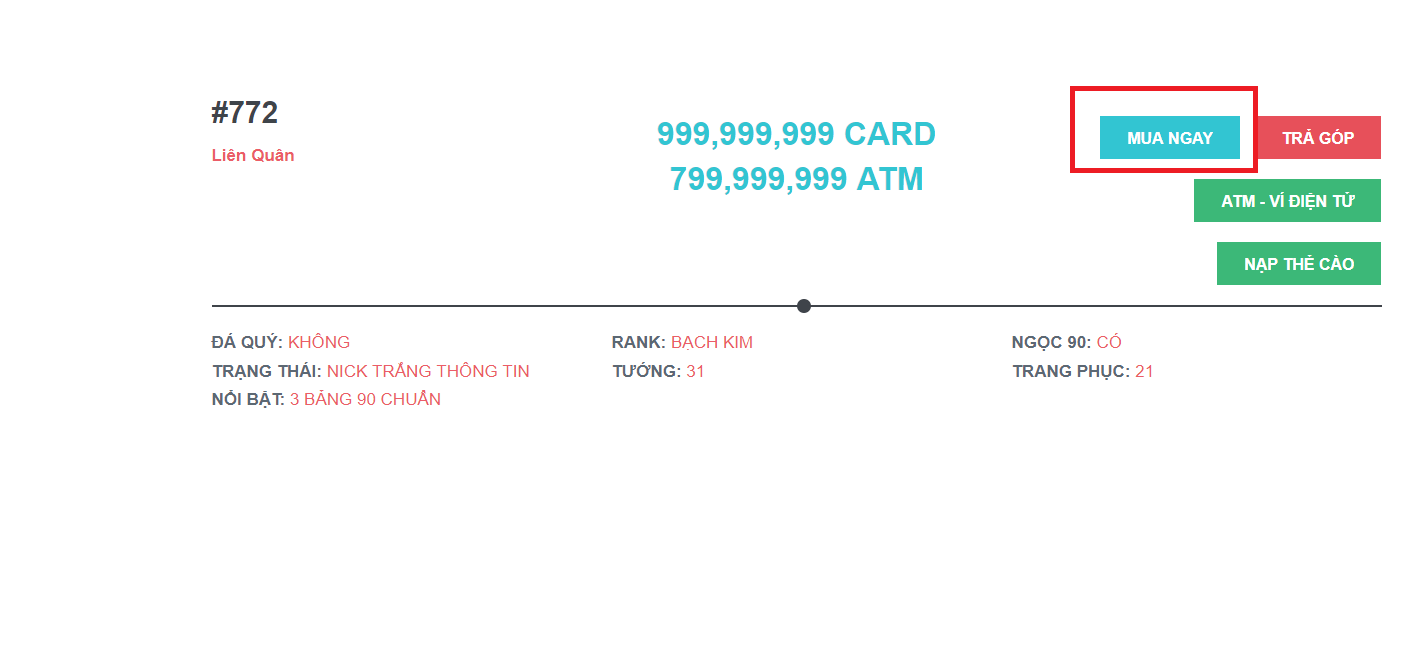 #772
Liên Quân
999,999,999 CARD
799,999,999 ATM
MUA NGAY
TRẢ GÓP
ATM - VÍ ĐIỆN TỬ
NẠP THẺ CÀO
ĐÁ QUÝ: KHÔNG
RANK: BẠCH KIM
NGỌC 90: CÓ
TRẠNG THÁI: NICK TRẮNG THÔNG TIN
TƯỚNG: 31
TRANG PHỤC: 21
NỔI BẬT: 3 BẢNG 90 CHUẨN